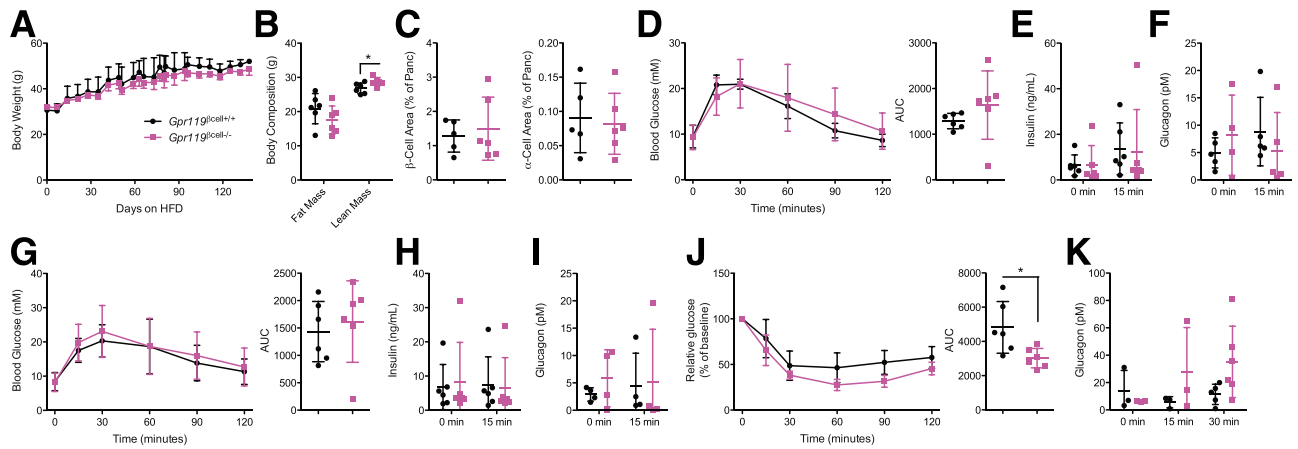 A
Body Weight (g)
60
40
20
0
0 30 60 90 120
Days on HFD
Gpr119βcell+/+
Gpr119βcell-/-
B
Body Composition (g)
40
30
20
10
0
*
Fat Mass
Lean Mass
C
β-Cell Area (% of Panc)
4
3
2
1
0
α-Cell Area (% of Panc)
0.20
0.15
0.10
0.05
0.00
D
Blood Glucose (mM)
30
20
10
0
0 30 60 90 120
Time (minutes)
AUC
3000
2000
1000
0
E
Insulin (ng/mL)
60
40
20
0
0 min 15 min
F
Glucagon (pM)
25
20
15
10
5
0
0 min 15 min
G
Blood Glucose (mM)
40
30
20
10
0
0 30 60 90 120
Time (minutes)
AUC
2500
2000
1500
1000
500
0
H
Insulin (ng/mL)
40
30
20
10
0
0 min 15 min
I
Glucagon (pM)
25
20
15
10
5
0
0 min 15 min
J
Relative glucose
(% of baseline)
150
100
50
0
0 30 60 90 120
Time (minutes)
AUC
8000
6000
4000
2000
0
*
K
Glucagon (pM)
100
80
60
40
20
0
0 min 15 min 30 min